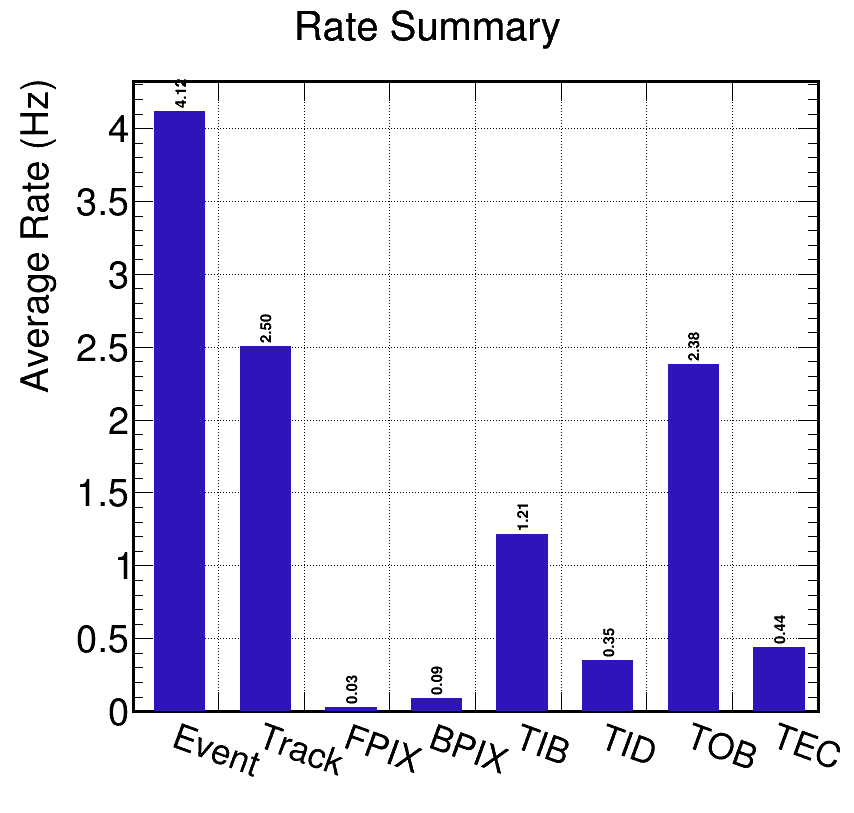 Rate Summary
Average Rate (Hz)
4
3.5
3
2.5
2
1.5
1
0.5
0
4.12
2.50
0.03
0.09
1.21
0.35
2.38
0.44
Event
Track
FPIX
BPIX
TIB
TID
TOB
TEC